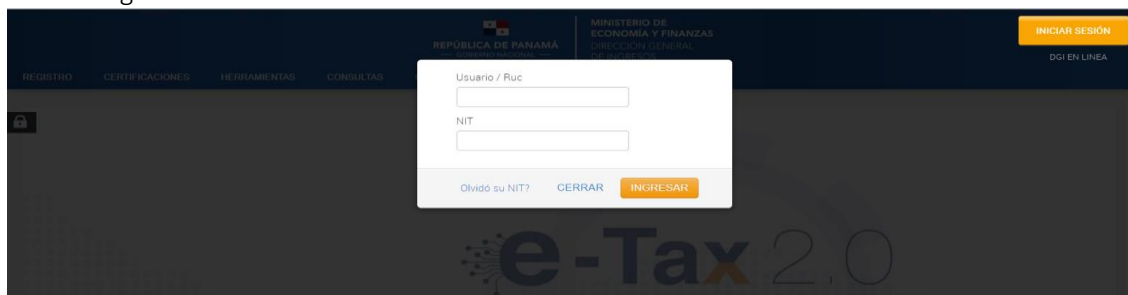 MINISTERIO DE
ECONOMÍA Y FINANZAS
DIRECCIÓN GENERAL
DE INGRESOS
REPÚBLICA DE PANAMÁ
— GOBIERNO NACIONAL —
INICIAR SESIÓN
DGI EN LINEA
REGISTRO CERTIFICACIONES HERRAMIENTAS CONSULTAS
Usuario / Ruc
NIT
Olvidó su NIT? CERRAR INGRESAR
e-Tax 2.0